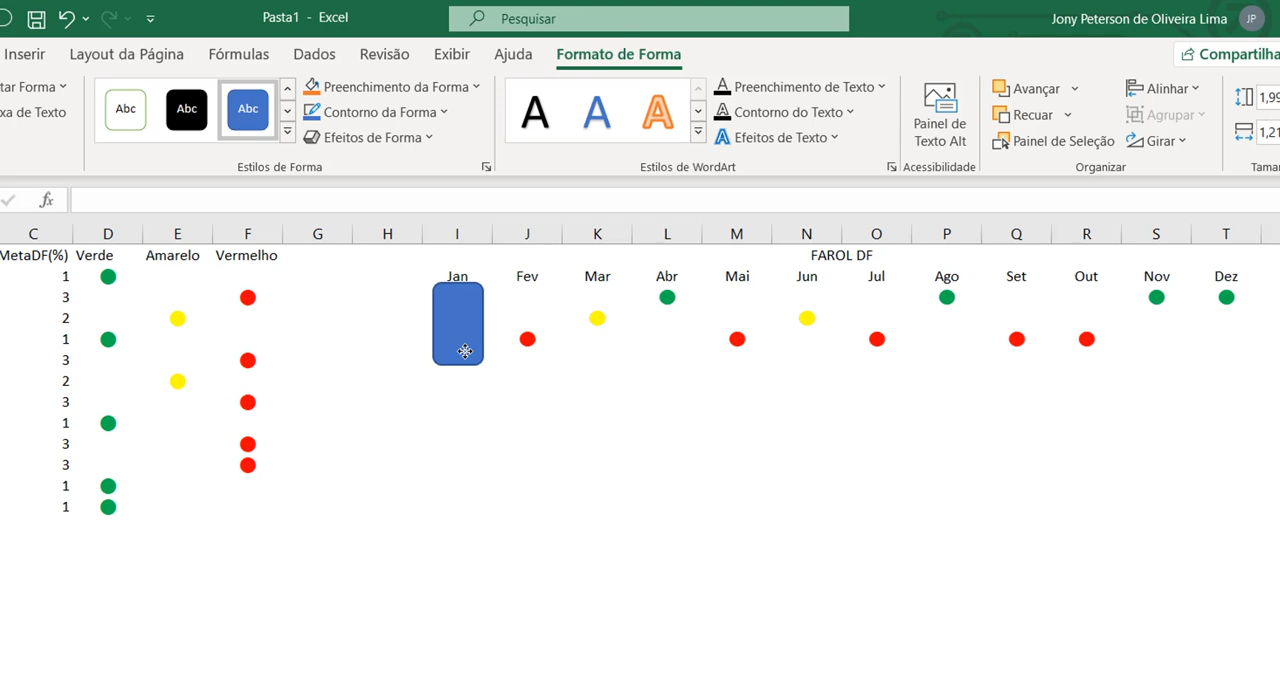 Pasta1 - Excel
Pesquisar
Jony Peterson de Oliveira Lima
JP
Inserir
Layout da Página
Fórmulas
Dados
Revisão
Exibir
Ajuda
Formato de Forma
Compartilha
tar Forma
xa de Texto
Abc
Abc
Abc
Preenchimento da Forma
Contorno da Forma
Efeitos de Forma
Estilos de Forma
A
A
A
Preenchimento de Texto
Contorno do Texto
Efeitos de Texto
Estilos de WordArt
Painel de
Texto Alt
Acessibilidade
Avançar
Recuar
Painel de Seleção
Alinhar
Agrupar
Girar
Organizar
1,99
1,21
Taman
fx
C D E F G H I J K L M N O P Q R S T
MetaDF(%) Verde Amarelo Vermelho FAROL DF
1 Jan Fev Mar Abr Mai Jun Jul Ago Set Out Nov Dez
3
2
1
3
2
3
1
3
3
1
1